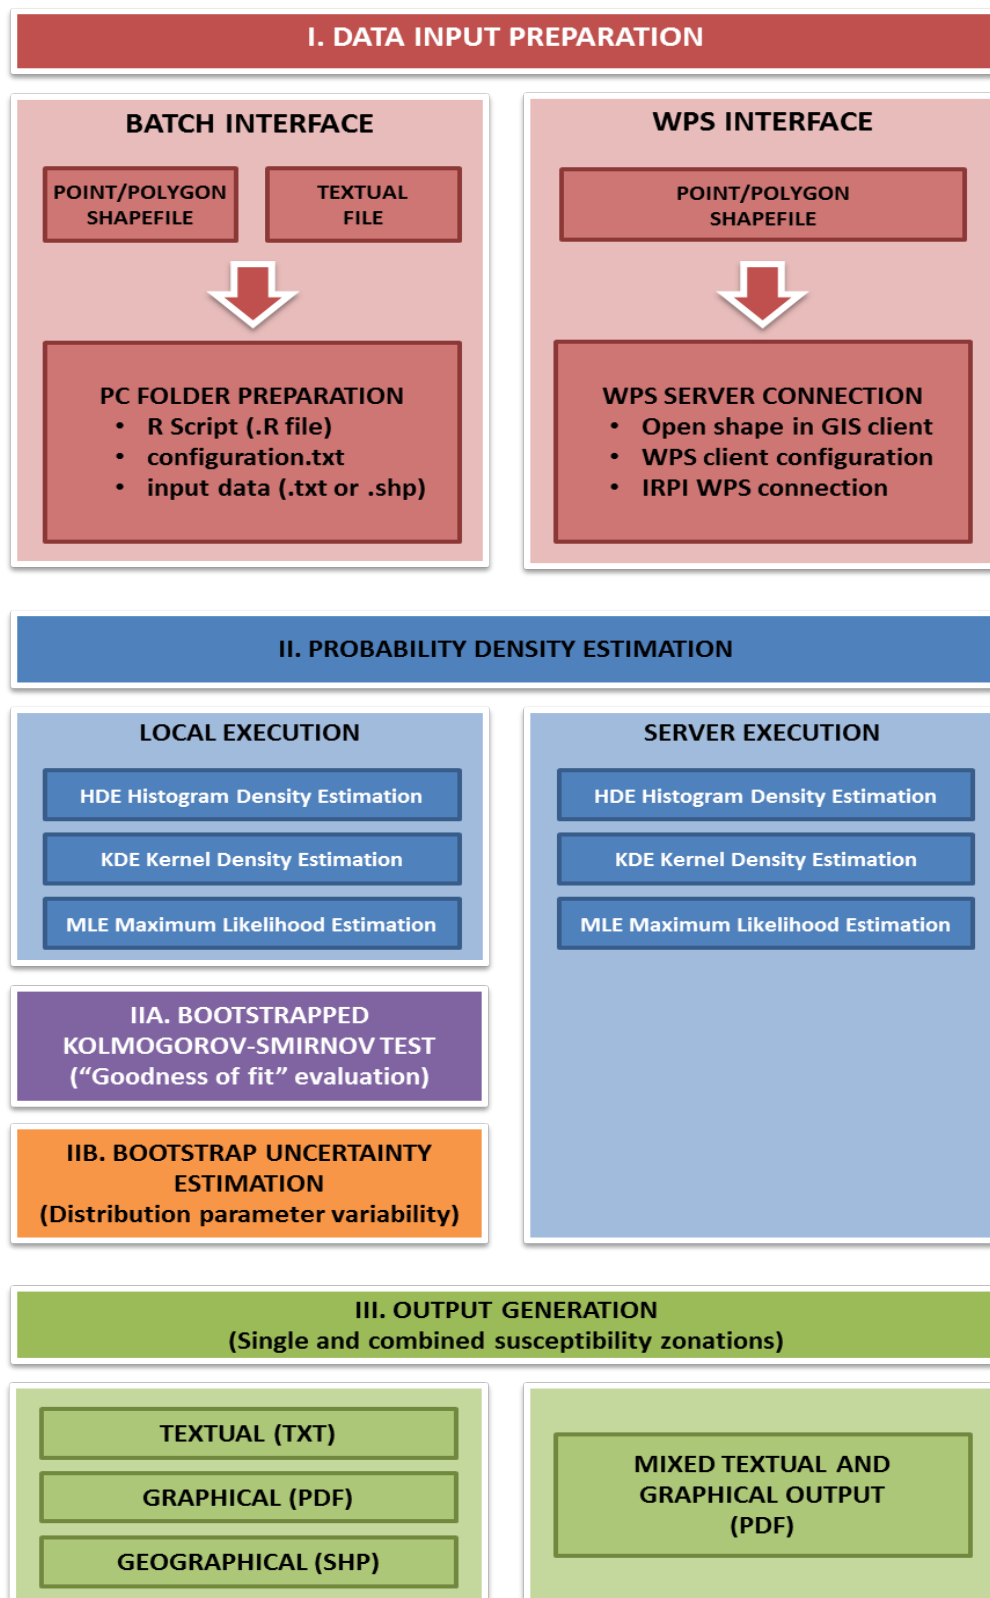 I. DATA INPUT PREPARATION
BATCH INTERFACE
POINT/POLYGON
SHAPEFILE
TEXTUAL
FILE
PC FOLDER PREPARATION
• R Script (.R file)
• configuration.txt
• input data (.txt or .shp)
WPS INTERFACE
POINT/POLYGON
SHAPEFILE
WPS SERVER CONNECTION
• Open shape in GIS client
• WPS client configuration
• IRPI WPS connection
II. PROBABILITY DENSITY ESTIMATION
LOCAL EXECUTION
HDE Histogram Density Estimation
KDE Kernel Density Estimation
MLE Maximum Likelihood Estimation
IIA. BOOTSTRAPPED
KOLMOGOROV-SMIRNOV TEST
(“Goodness of fit” evaluation)
IIB. BOOTSTRAP UNCERTAINTY
ESTIMATION
(Distribution parameter variability)
SERVER EXECUTION
HDE Histogram Density Estimation
KDE Kernel Density Estimation
MLE Maximum Likelihood Estimation
III. OUTPUT GENERATION
(Single and combined susceptibility zonations)
TEXTUAL (TXT)
GRAPHICAL (PDF)
GEOGRAPHICAL (SHP)
MIXED TEXTUAL AND
GRAPHICAL OUTPUT
(PDF)